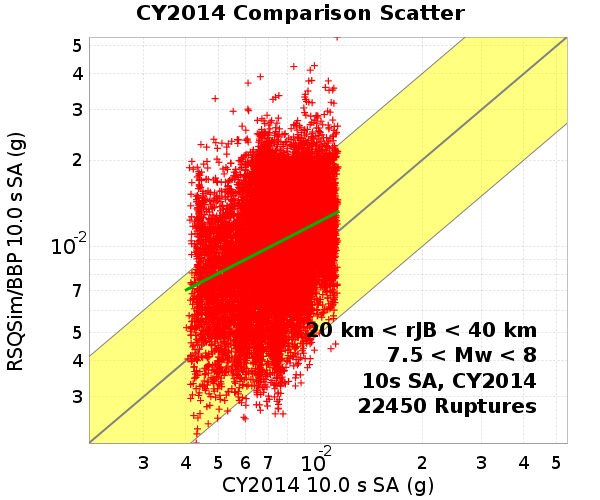 CY2014 Comparison Scatter
RSQSim/BBP 10.0 s SA (g)
5
4
3
2
10-2
7
5
4
3
20 km < rJB < 40 km
7.5 < Mw < 8
10s SA, CY2014
22450 Ruptures
3 4 5 6 7 10-2 2 3 4 5
CY2014 10.0 s SA (g)